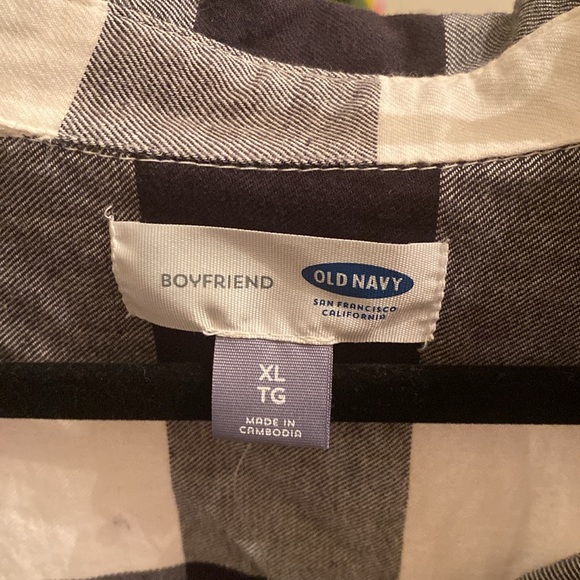 BOYFRIEND
OLD NAVY
SAN FRANCISCO
CALIFORNIA
XL
TG
MADE IN
CAMBODIA